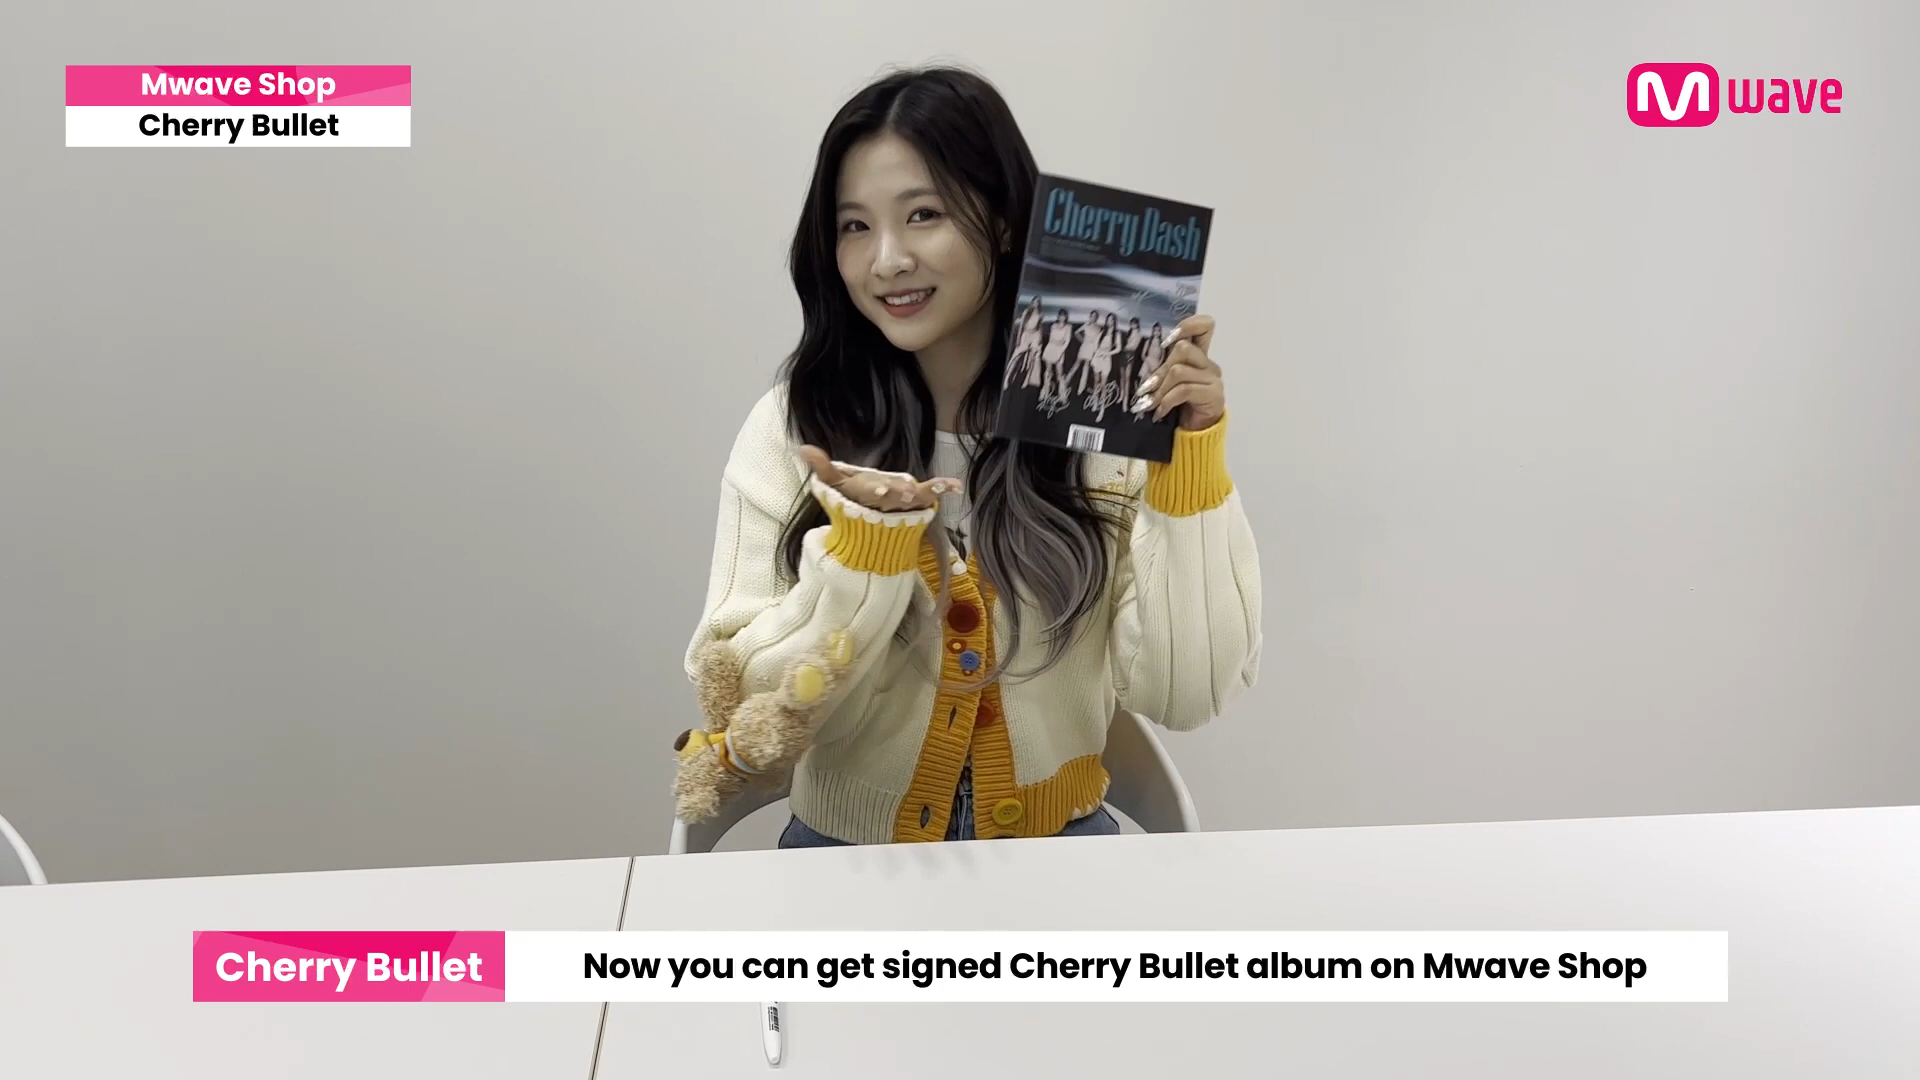 Mwave Shop
Cherry Bullet
M wave
Cherry Dash
Cherry Bullet
Now you can get signed Cherry Bullet album on Mwave Shop